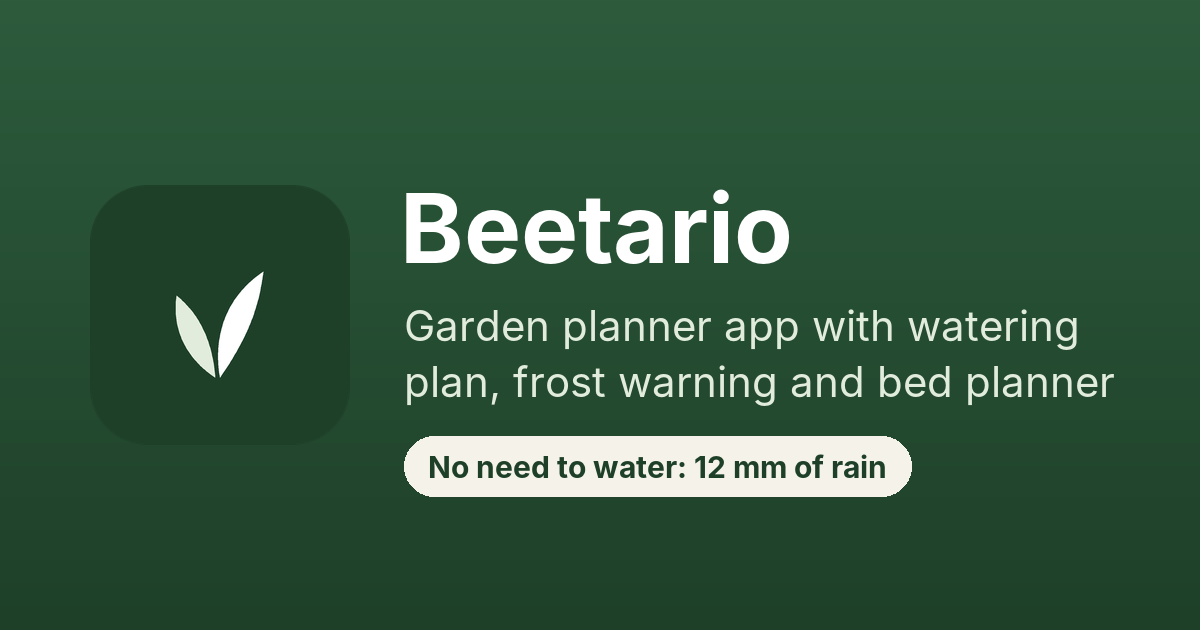 Beetario
Garden planner app with watering
plan, frost warning and bed planner
No need to water: 12 mm of rain